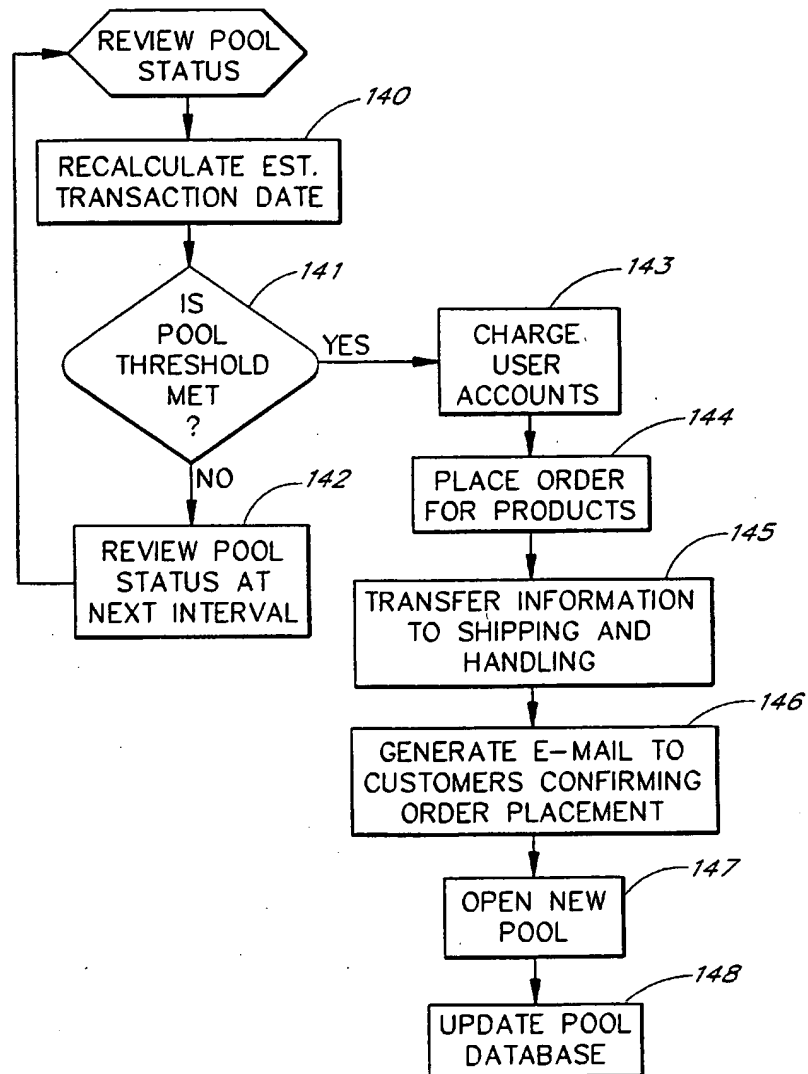 REVIEW POOL
STATUS
140
RECALCULATE EST.
TRANSACTION DATE
141
IS
POOL
THRESHOLD
MET
?
YES
NO
142
REVIEW POOL
STATUS AT
NEXT INTERVAL
143
CHARGE
USER
ACCOUNTS
144
PLACE ORDER
FOR PRODUCTS
145
TRANSFER INFORMATION
TO SHIPPING AND
HANDLING
146
GENERATE E-MAIL TO
CUSTOMERS CONFIRMING
ORDER PLACEMENT
147
OPEN NEW
POOL
148
UPDATE POOL
DATABASE